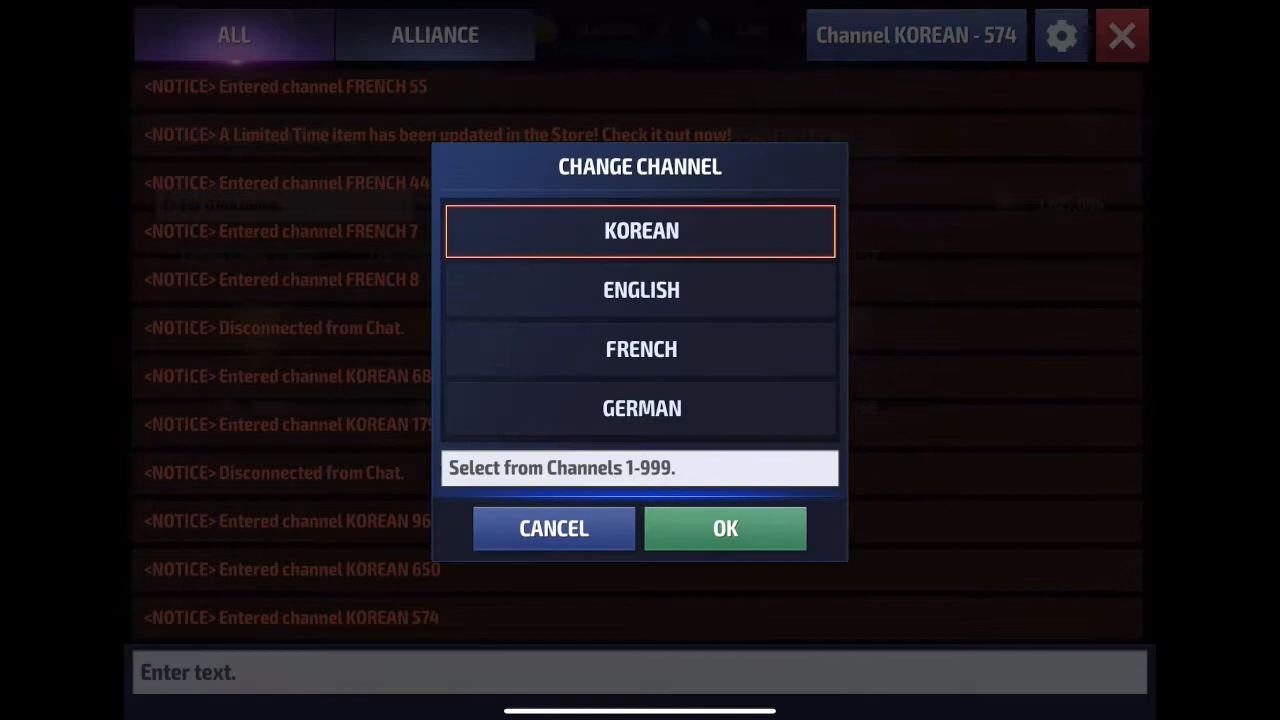 ALL
ALLIANCE
Channel KOREAN - 574
<NOTICE> Entered channel FRENCH 55
<NOTICE> A Limited Time item has been updated in the Store! Check it out now!
CHANGE CHANNEL
<NOTICE> Entered channel FRENCH 44
KOREAN
<NOTICE> Entered channel FRENCH 7
<NOTICE> Entered channel FRENCH 8
ENGLISH
<NOTICE> Disconnected from Chat.
FRENCH
<NOTICE> Entered channel KOREAN 68
GERMAN
<NOTICE> Entered channel KOREAN 179
<NOTICE> Disconnected from Chat.
Select from Channels 1-999.
<NOTICE> Entered channel KOREAN 96
CANCEL
OK
<NOTICE> Entered channel KOREAN 650
<NOTICE> Entered channel KOREAN 574
Enter text.